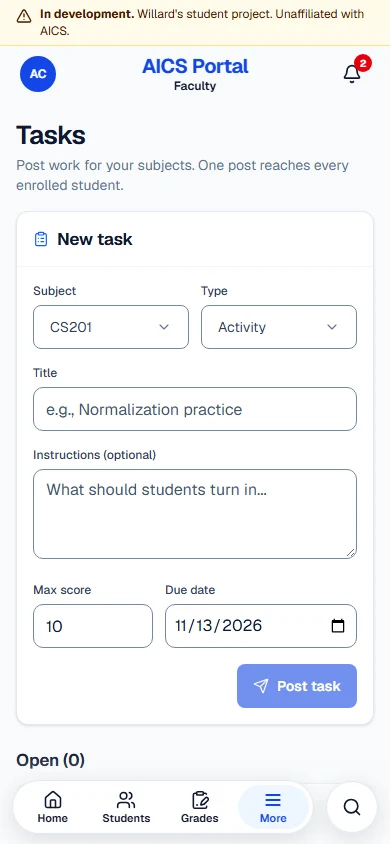 In development. Willard's student project. Unaffiliated with
AICS.
AC
AICS Portal
Faculty
2
Tasks
Post work for your subjects. One post reaches every
enrolled student.
New task
Subject
Type
CS201
Activity
Title
e.g., Normalization practice
Instructions (optional)
What should students turn in...
Max score
Due date
10
11/13/2026
Post task
Open (0)
Home
Students
Grades
More